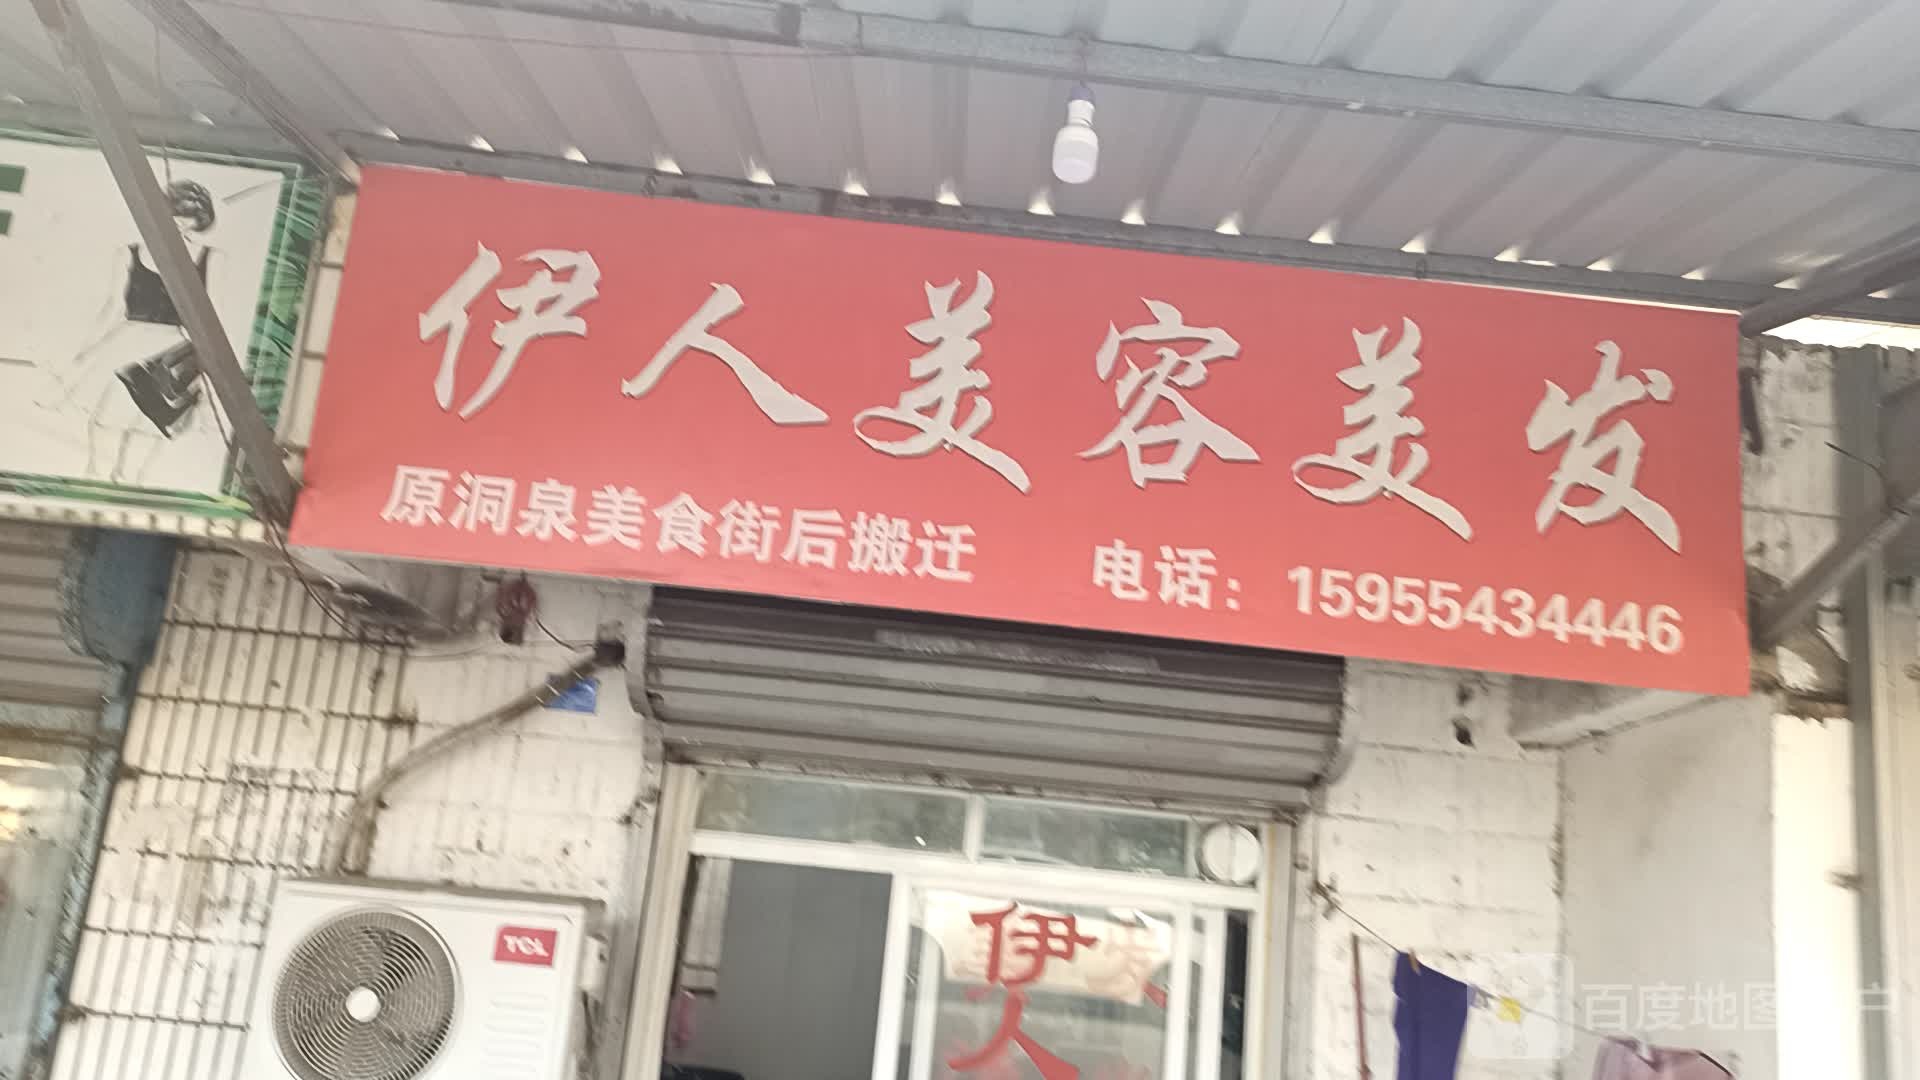 伊人美容美发
原洞泉美食街后搬迁 电话：15955434446
TCL
伊
人
百度地图